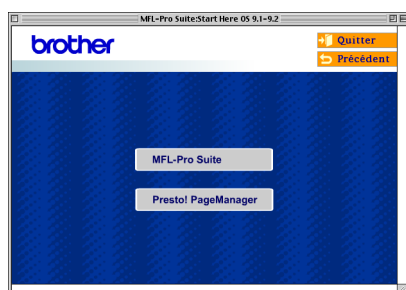 MFL-Pro Suite:Start Here OS 9.1-9.2
brother
Quitter
Précédent
MFL-Pro Suite
Presto! PageManager